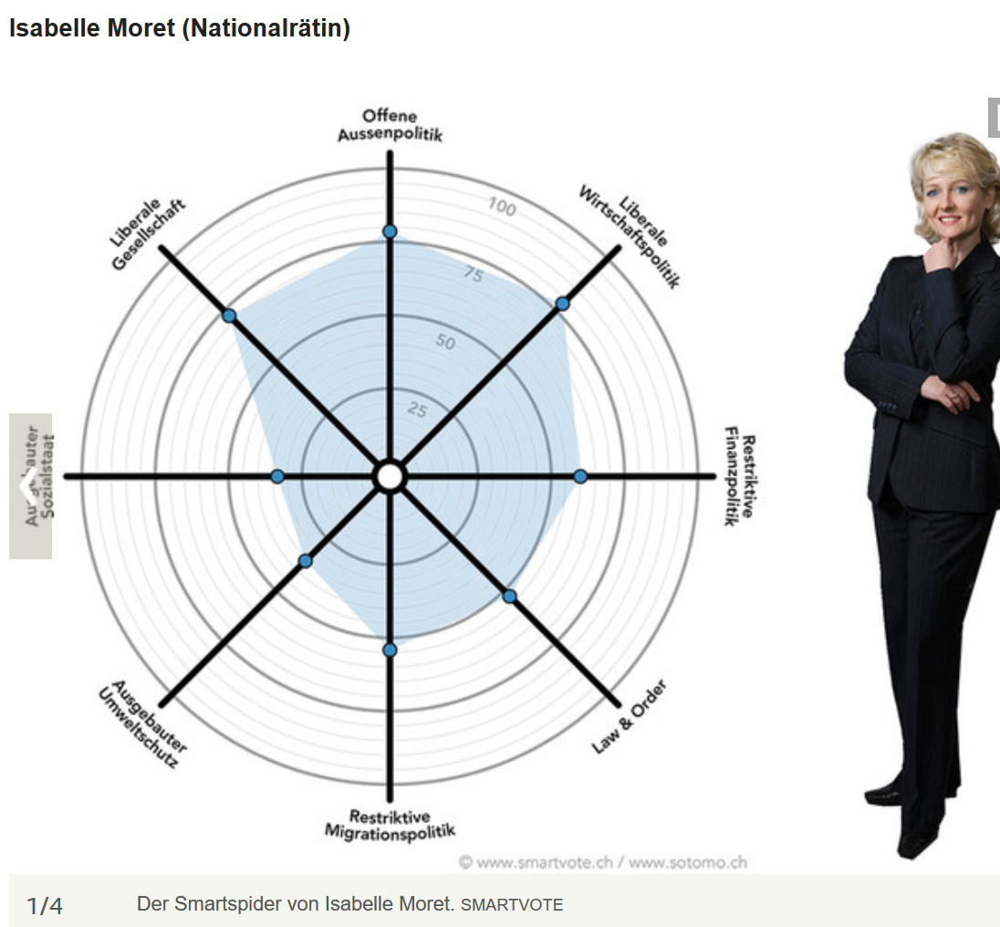 Isabelle Moret (Nationalrätin)
Offene
Aussenpolitik
Liberale
Wirtschaftspolitik
Liberale
Gesellschaft
100
75
50
25
Restriktive
Finanzpolitik
Sozialstaat
Law & Order
Ausgebauter
Umweltschutz
Restriktive
Migrationspolitik
© www.smartvote.ch / www.sotomo.ch
1/4
Der Smartspider von Isabelle Moret. SMARTVOTE